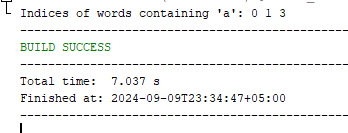 Indices of words containing 'a': 0 1 3
------------------------------------------------
BUILD SUCCESS
------------------------------------------------
Total time:  7.037 s
Finished at: 2024-09-09T23:34:47+05:00
------------------------------------------------